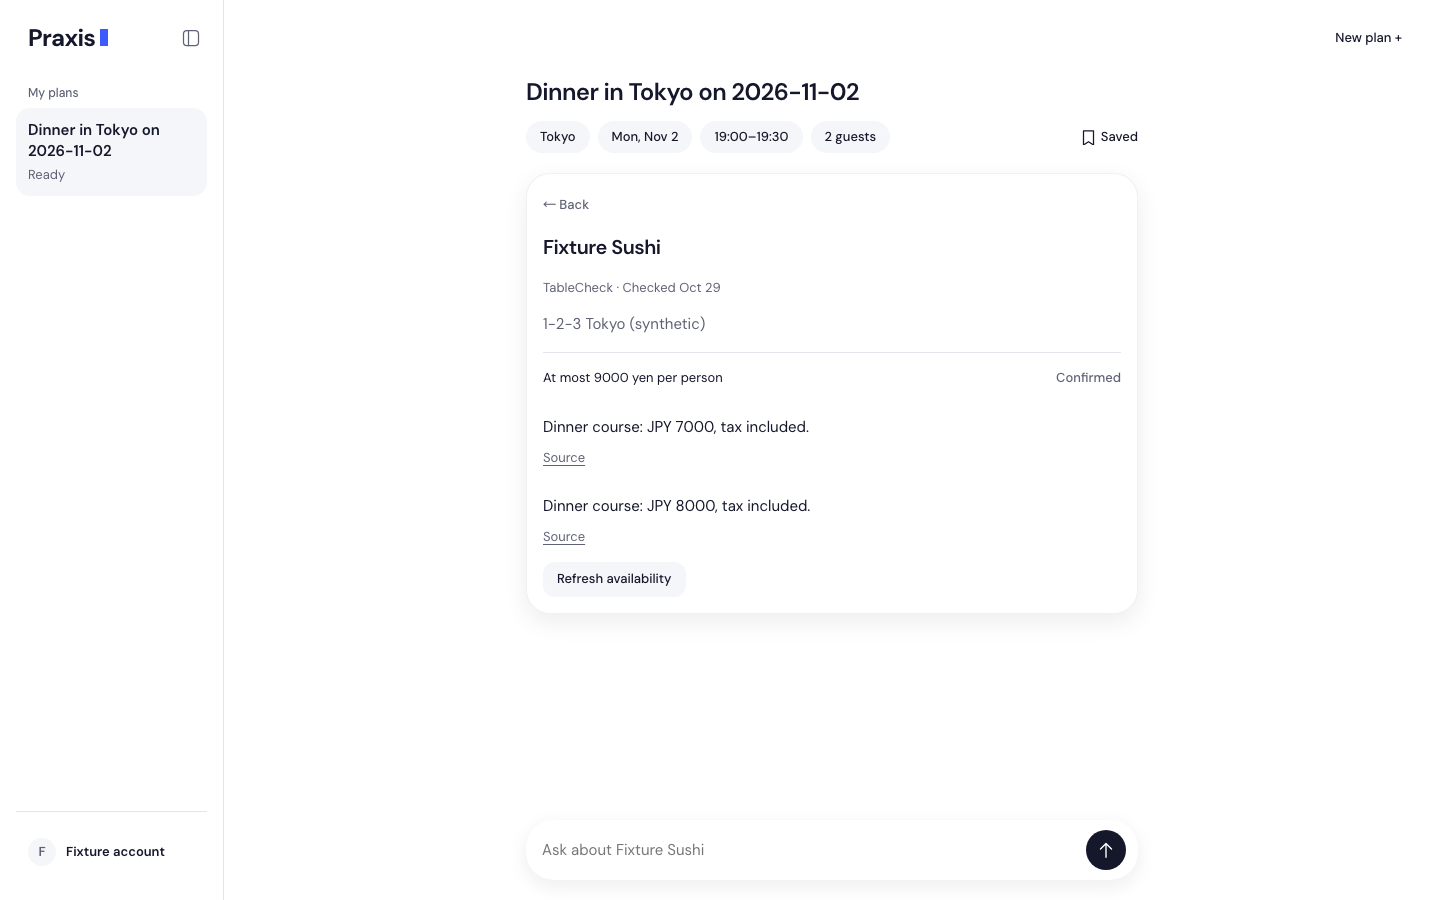 Praxis
New plan +
My plans
Dinner in Tokyo on
2026-11-02
Ready
Dinner in Tokyo on 2026-11-02
Tokyo
Mon, Nov 2
19:00–19:30
2 guests
Saved
← Back
Fixture Sushi
TableCheck · Checked Oct 29
1-2-3 Tokyo (synthetic)
At most 9000 yen per person
Confirmed
Dinner course: JPY 7000, tax included.
Source
Dinner course: JPY 8000, tax included.
Source
Refresh availability
Ask about Fixture Sushi
F
Fixture account